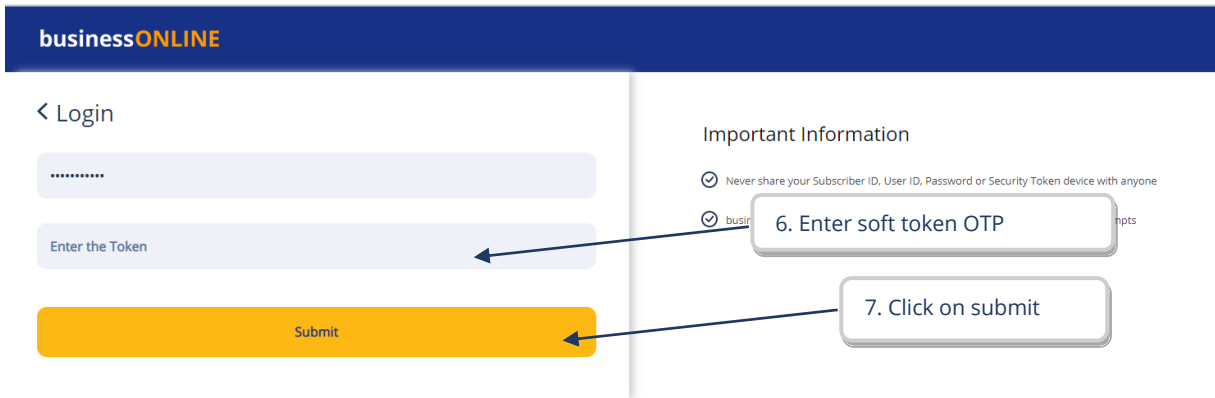 businessONLINE
< Login
•••••••••••
Enter the Token
Submit
Important Information
Never share your Subscriber ID, User ID, Password or Security Token device with anyone
6. Enter soft token OTP
7. Click on submit